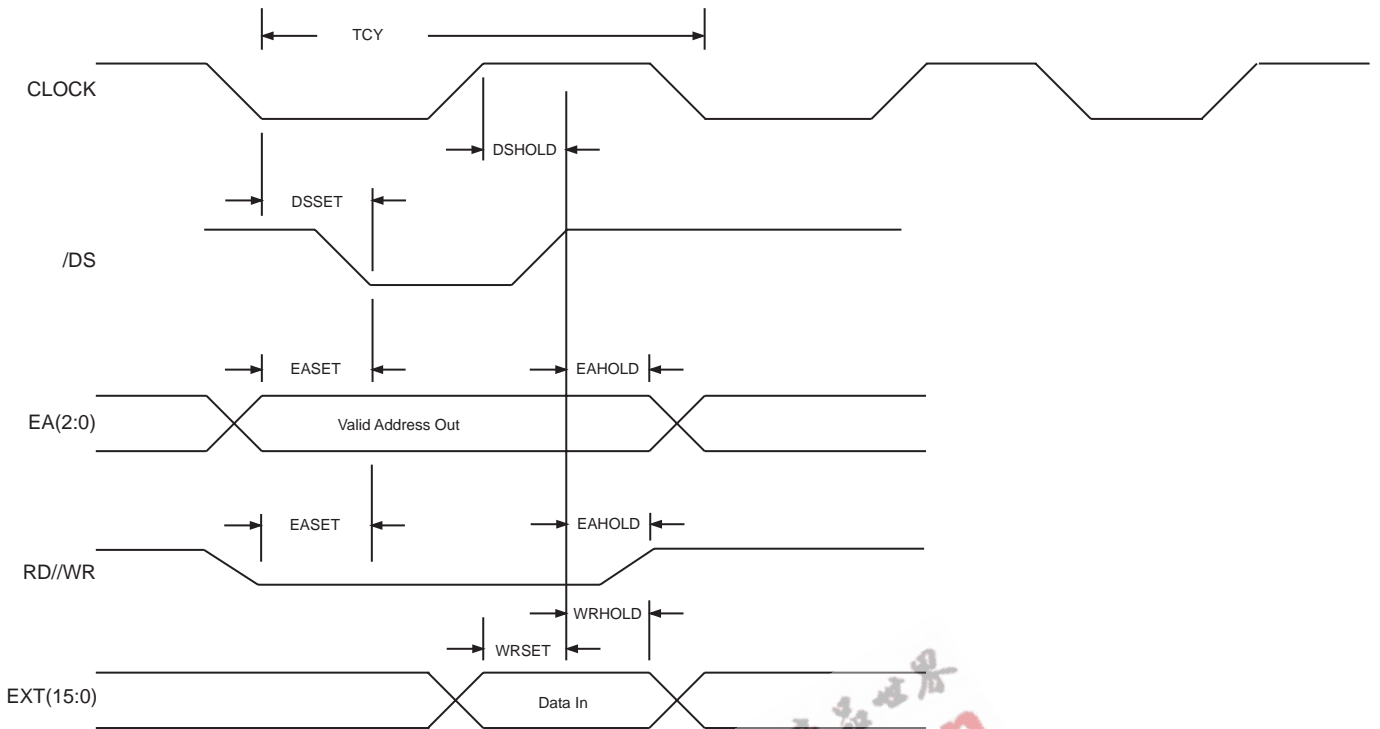 TCY
CLOCK
DSHOLD
DSSET
/DS
EASET
EAHOLD
EA(2:0)
Valid Address Out
EASET
EAHOLD
RD//WR
WRHOLD
WRSET
EXT(15:0)
Data In